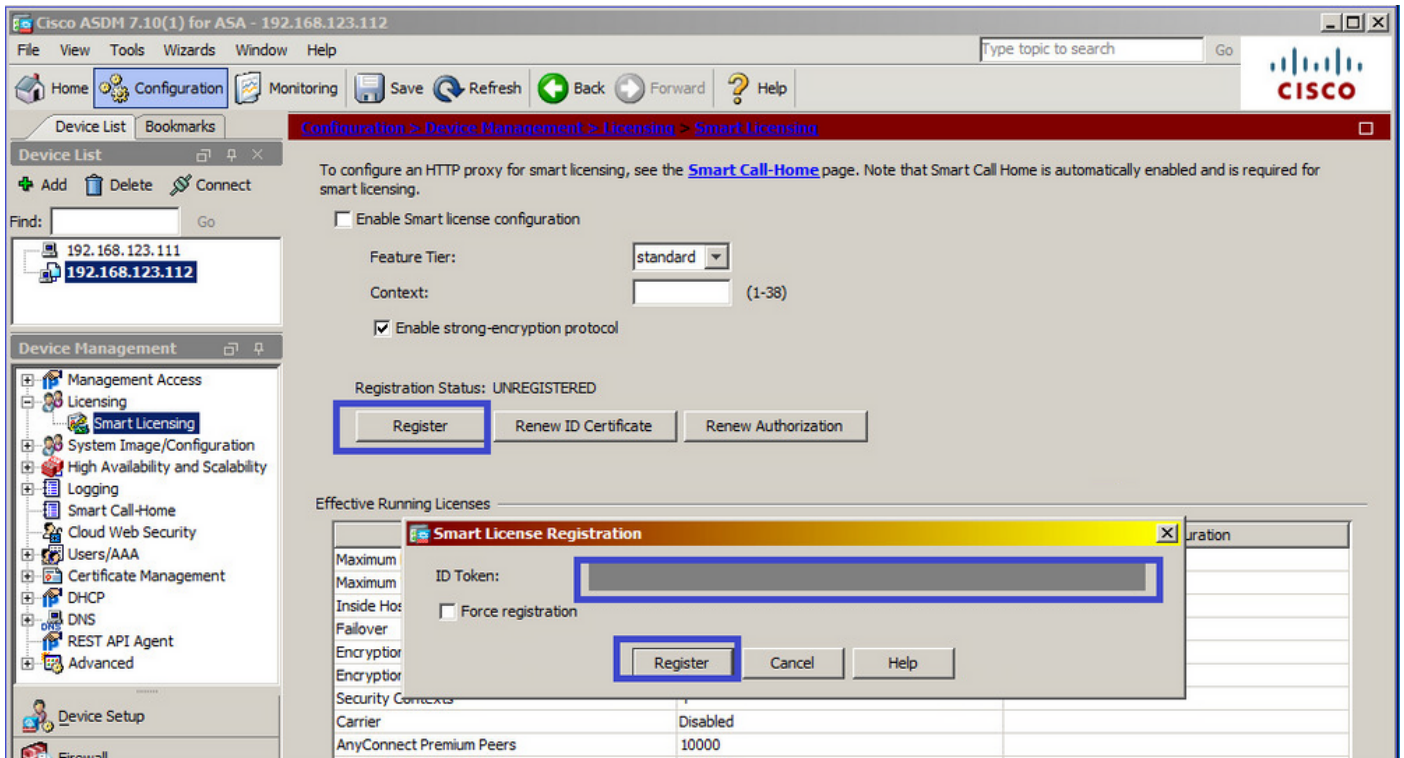 Cisco ASDM 7.10(1) for ASA - 192.168.123.112
File View Tools Wizards Window Help
Type topic to search Go
Home Configuration Monitoring Save Refresh Back Forward Help
CISCO
Device List Bookmarks
Configuration > Device Management > Licensing > Smart Licensing
Device List
Add Delete Connect
Find: Go
192.168.123.111
192.168.123.112
To configure an HTTP proxy for smart licensing, see the Smart Call-Home page. Note that Smart Call Home is automatically enabled and is required for
smart licensing.
Enable Smart license configuration
Feature Tier: standard
Context: (1-38)
Enable strong-encryption protocol
Device Management
Management Access
Licensing
Smart Licensing
System Image/Configuration
High Availability and Scalability
Logging
Smart Call-Home
Cloud Web Security
Users/AAA
Certificate Management
DHCP
DNS
REST API Agent
Advanced
Device Setup
Registration Status: UNREGISTERED
Register Renew ID Certificate Renew Authorization
Effective Running Licenses
Smart License Registration
ID Token:
Force registration
Register Cancel Help
Maximum
Maximum
Inside
Failover
Encryption
Encryption
Security Contexts
Carrier Disabled
AnyConnect Premium Peers 10000